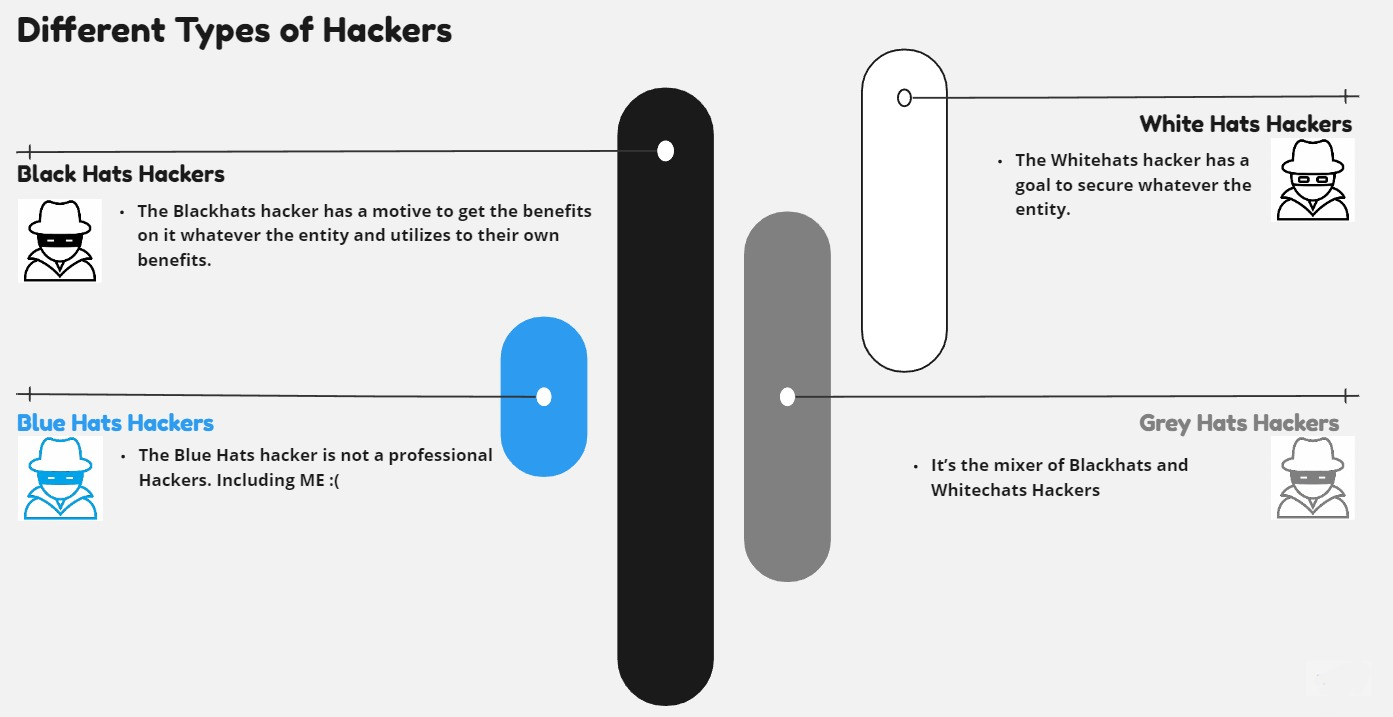 Different Types of Hackers
Black Hats Hackers
• The Blackhats hacker has a motive to get the benefits
on it whatever the entity and utilizes to their own
benefits.
White Hats Hackers
• The Whitehats hacker has a
goal to secure whatever the
entity.
Blue Hats Hackers
• The Blue Hats hacker is not a professional
Hackers. Including ME :(
Grey Hats Hackers
• It’s the mixer of Blackhats and
Whitechats Hackers